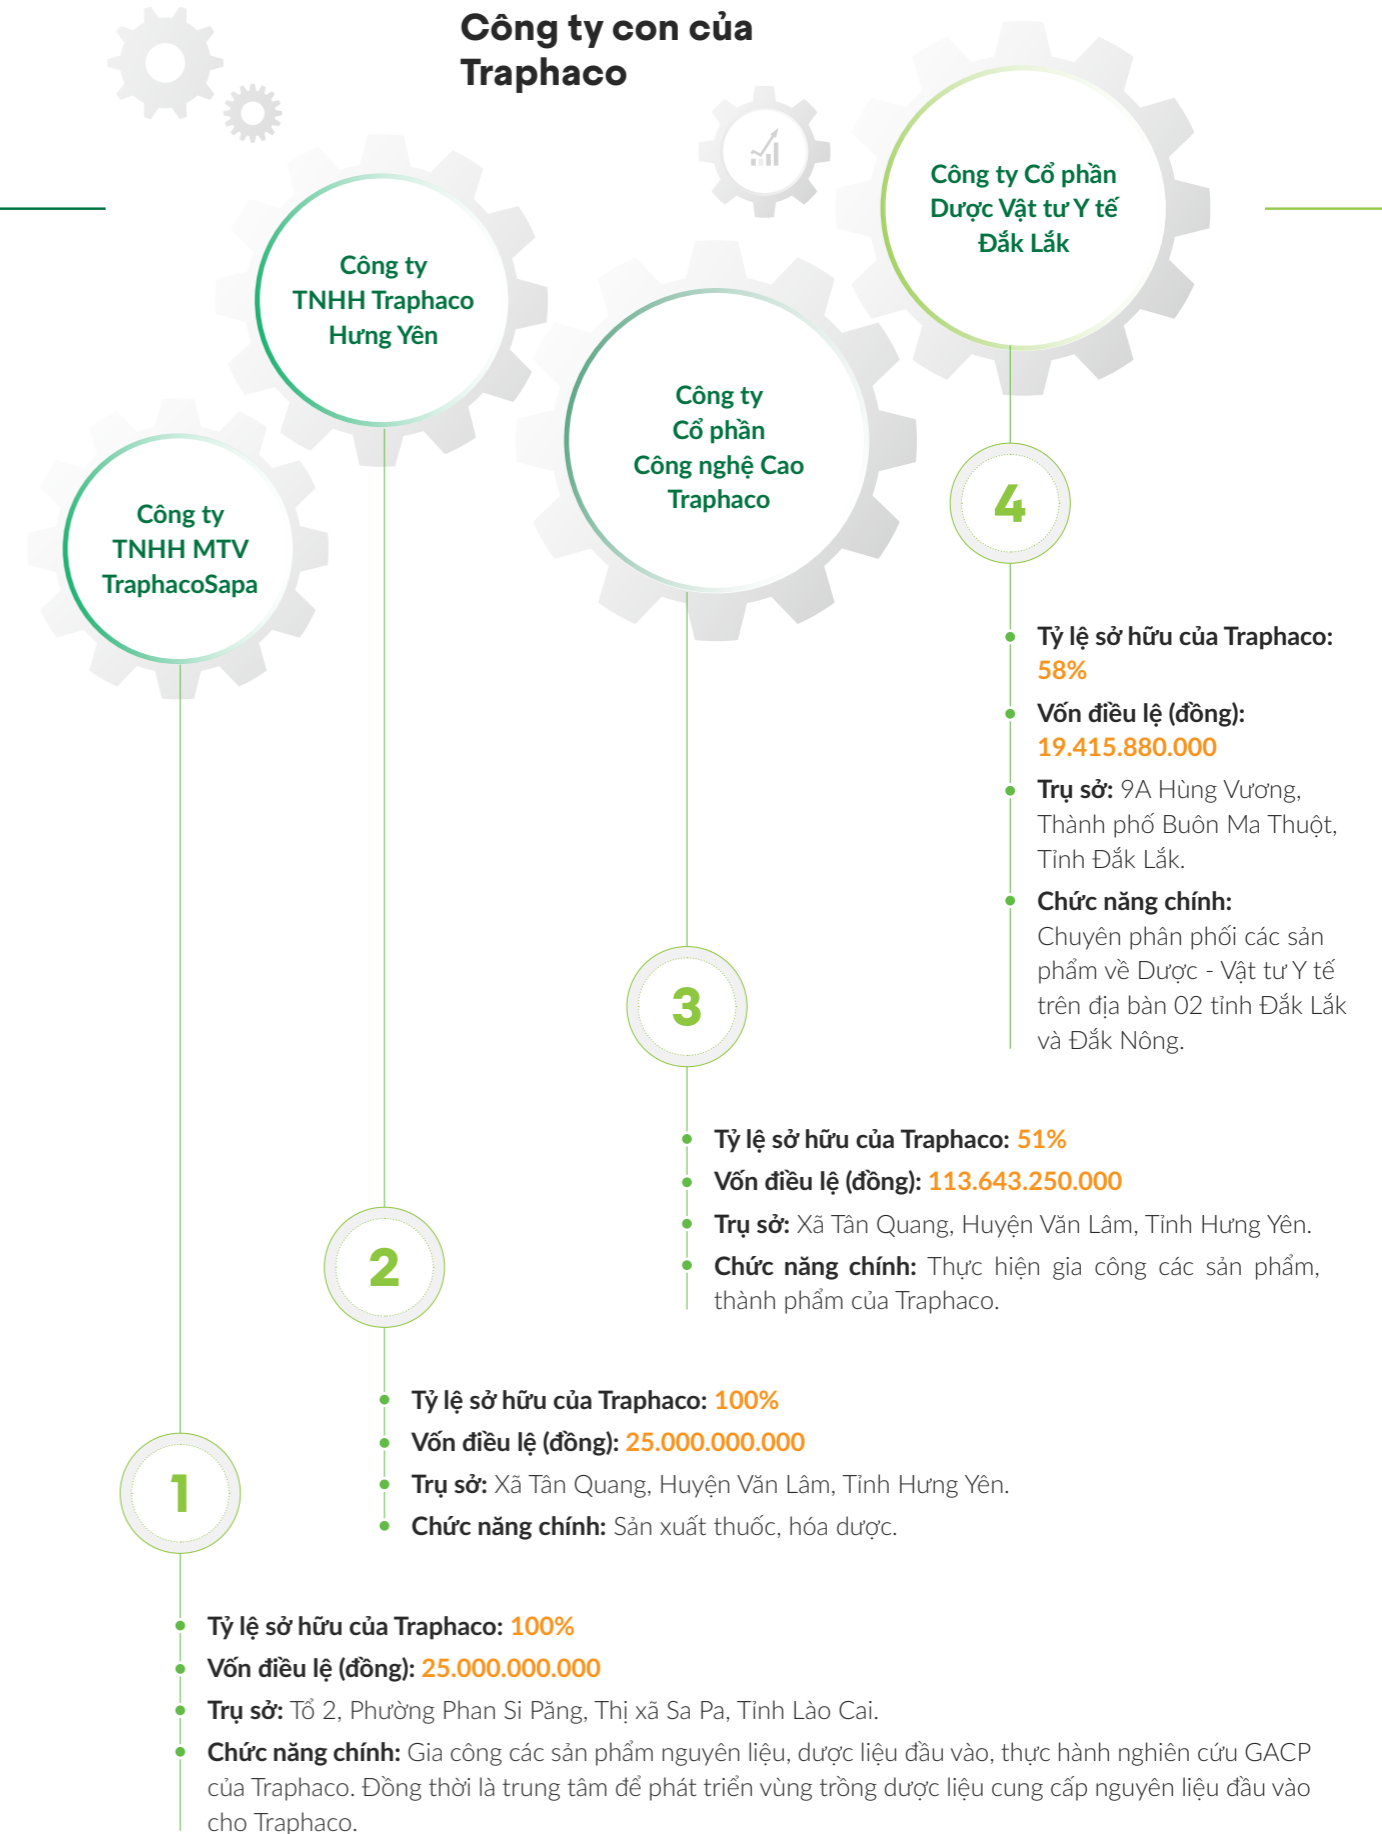 Công ty con của
Traphaco
Công ty
TNHH MTV
TraphacoSapa
Công ty
TNHH Traphaco
Hưng Yên
Công ty
Cổ phần
Công nghệ Cao
Traphaco
Công ty Cổ phần
Dược Vật tư Y tế
Đắk Lắk
4
Tỷ lệ sở hữu của Traphaco:
58%
Vốn điều lệ (đồng):
19.415.880.000
Trụ sở: 9A Hùng Vương,
Thành phố Buôn Ma Thuột,
Tỉnh Đắk Lắk.
Chức năng chính:
Chuyên phân phối các sản
phẩm về Dược - Vật tư Y tế
trên địa bàn 02 tỉnh Đắk Lắk
và Đắk Nông.
3
Tỷ lệ sở hữu của Traphaco: 51%
Vốn điều lệ (đồng): 113.643.250.000
Trụ sở: Xã Tân Quang, Huyện Văn Lâm, Tỉnh Hưng Yên.
Chức năng chính: Thực hiện gia công các sản phẩm,
thành phẩm của Traphaco.
2
Tỷ lệ sở hữu của Traphaco: 100%
Vốn điều lệ (đồng): 25.000.000.000
Trụ sở: Xã Tân Quang, Huyện Văn Lâm, Tỉnh Hưng Yên.
Chức năng chính: Sản xuất thuốc, hóa dược.
1
Tỷ lệ sở hữu của Traphaco: 100%
Vốn điều lệ (đồng): 25.000.000.000
Trụ sở: Tổ 2, Phường Phan Si Păng, Thị xã Sa Pa, Tỉnh Lào Cai.
Chức năng chính: Gia công các sản phẩm nguyên liệu, dược liệu đầu vào, thực hành nghiên cứu GACP
của Traphaco. Đồng thời là trung tâm để phát triển vùng trồng dược liệu cung cấp nguyên liệu đầu vào
cho Traphaco.